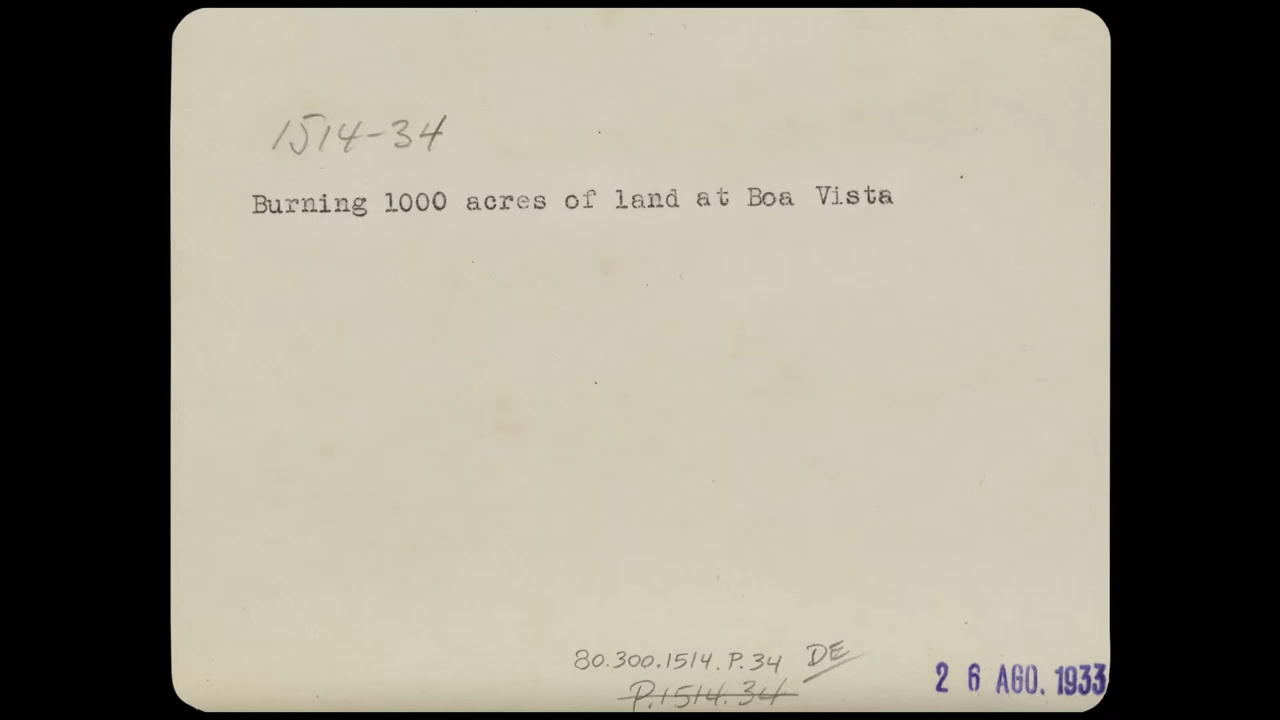 1514-34
Burning 1000 acres of land at Boa Vista
80.300.1514.P.34 DE
P.1514.34
2 6 AGO. 1933